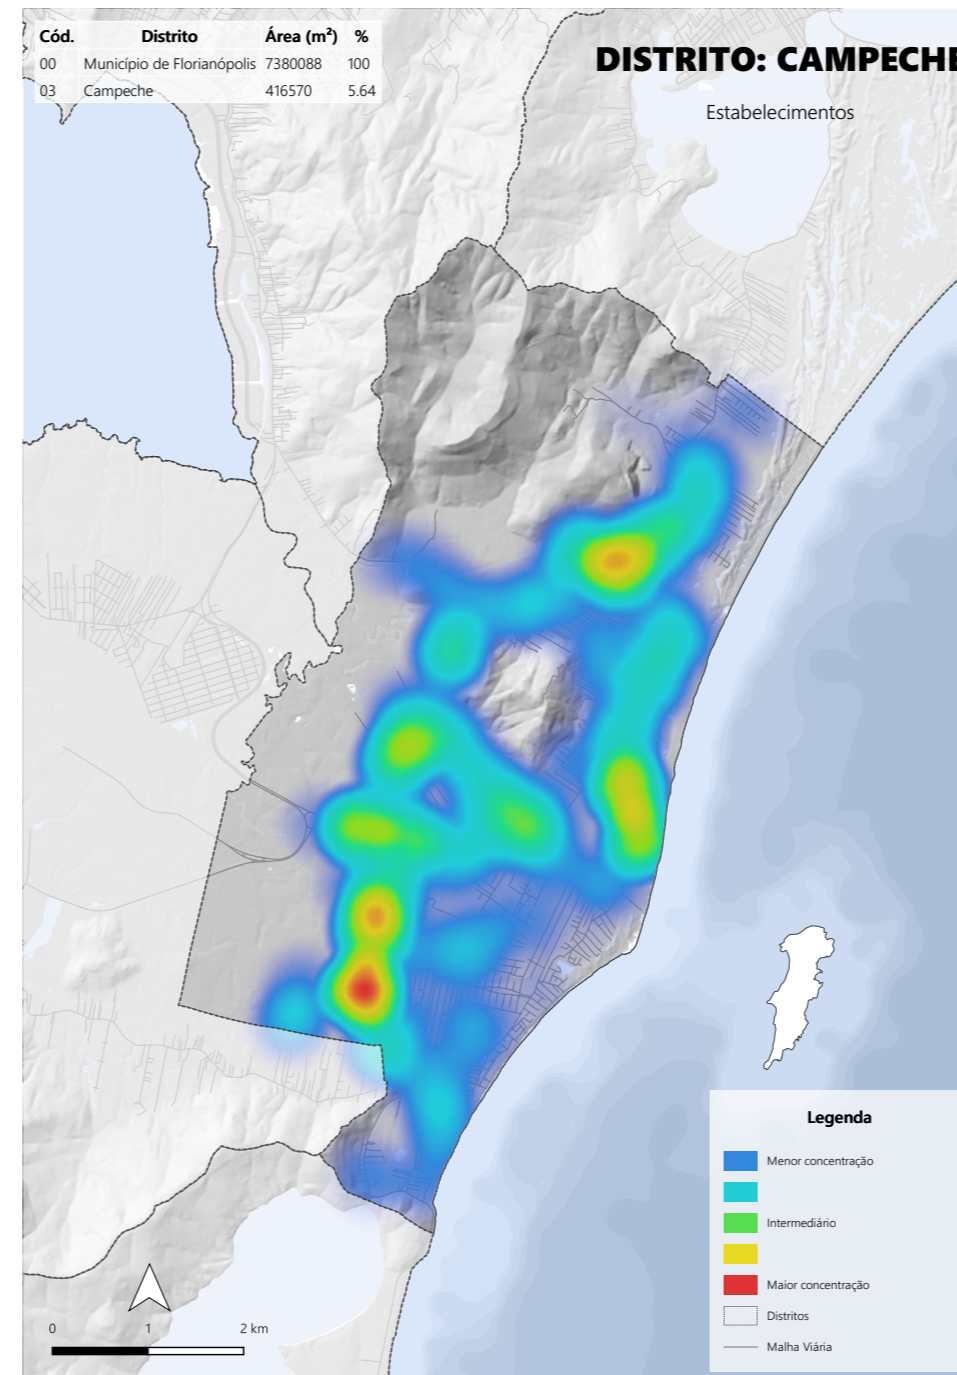 Cód. Distrito Área (m²) %
00 Município de Florianópolis 7380088 100
03 Campeche 416570 5.64
DISTRITO: CAMPECHE
Estabelecimentos
Legenda
Menor concentração
Intermediário
Maior concentração
Distritos
Malha Viária
0 1 2 km